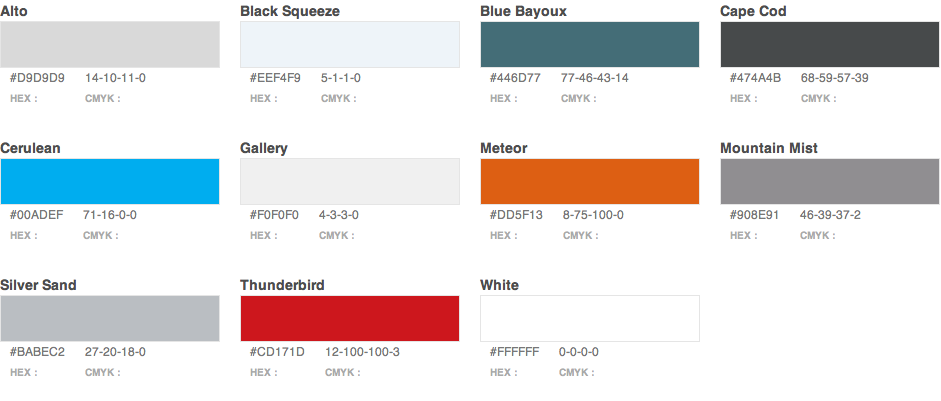 Alto Black Squeeze Blue Bayoux Cape Cod
#D9D9D9 14-10-11-0 #EEF4F9 5-1-1-0 #446D77 77-46-43-14 #474A4B 68-59-57-39
HEX : CMYK : HEX : CMYK : HEX : CMYK : HEX : CMYK :
Cerulean Gallery Meteor Mountain Mist
#00ADEF 71-16-0-0 #F0F0F0 4-3-3-0 #DD5F13 8-75-100-0 #908E91 46-39-37-2
HEX : CMYK : HEX : CMYK : HEX : CMYK : HEX : CMYK :
Silver Sand Thunderbird White
#BABEC2 27-20-18-0 #CD171D 12-100-100-3 #FFFFFF 0-0-0-0
HEX : CMYK : HEX : CMYK : HEX : CMYK :